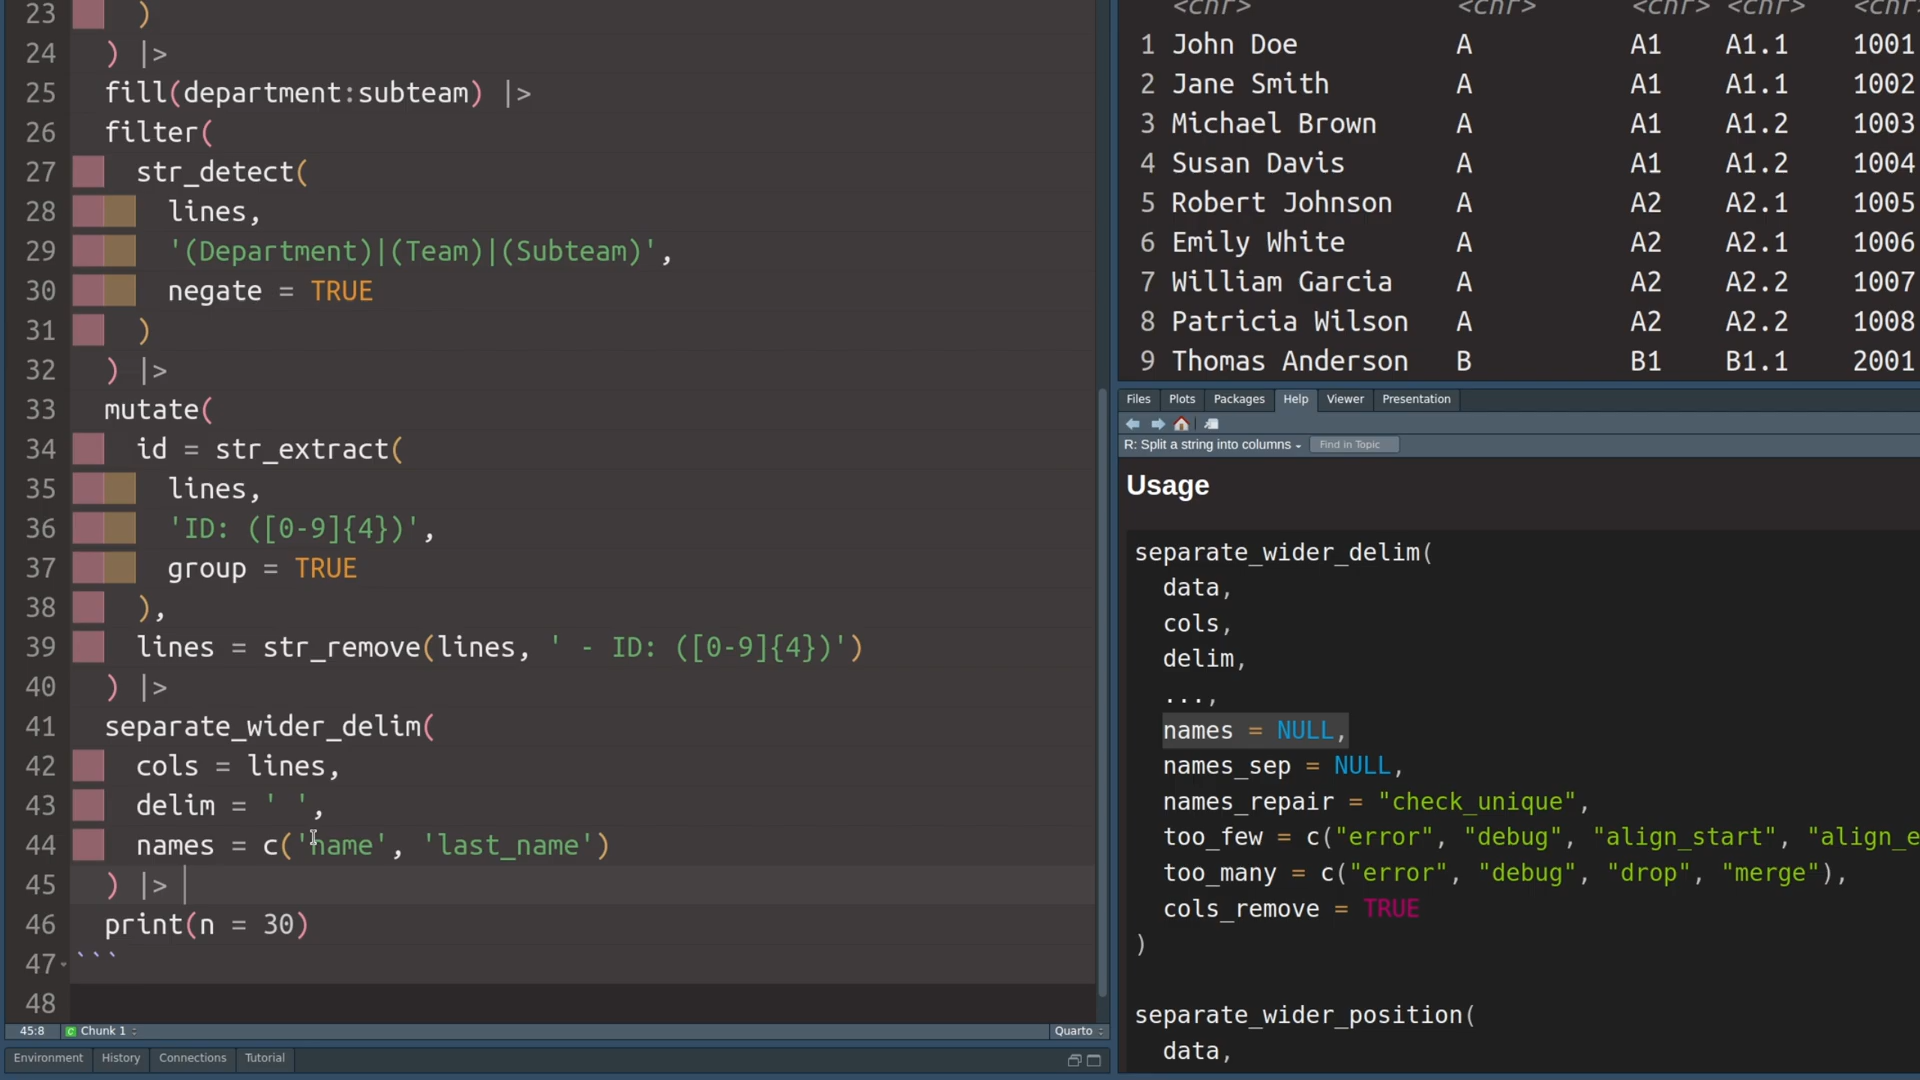 23 )
24 ) |>
25 fill(department:subteam) |>
26 filter(
27 str_detect(
28 lines,
29 '(Department)|(Team)|(Subteam)',
30 negate = TRUE
31 )
32 ) |>
33 mutate(
34 id = str_extract(
35 lines,
36 'ID: ([0-9]{4})',
37 group = TRUE
38 ),
39 lines = str_remove(lines, ' - ID: ([0-9]{4})')
40 ) |>
41 separate_wider_delim(
42 cols = lines,
43 delim = ' ',
44 names = c('name', 'last_name')
45 ) |>
46 print(n = 30)
47 ```
48
45:8 Chunk 1 Quarto
Environment History Connections Tutorial
<chr> <chr> <chr> <chr> <chr>
1 John Doe A A1 A1.1 1001
2 Jane Smith A A1 A1.1 1002
3 Michael Brown A A1 A1.2 1003
4 Susan Davis A A1 A1.2 1004
5 Robert Johnson A A2 A2.1 1005
6 Emily White A A2 A2.1 1006
7 William Garcia A A2 A2.2 1007
8 Patricia Wilson A A2 A2.2 1008
9 Thomas Anderson B B1 B1.1 2001
Files Plots Packages Help Viewer Presentation
R: Split a string into columns Find in Topic
Usage
separate_wider_delim(
data,
cols,
delim,
...,
names = NULL,
names_sep = NULL,
names_repair = "check_unique",
too_few = c("error", "debug", "align_start", "align_e
too_many = c("error", "debug", "drop", "merge"),
cols_remove = TRUE
)
separate_wider_position(
data,